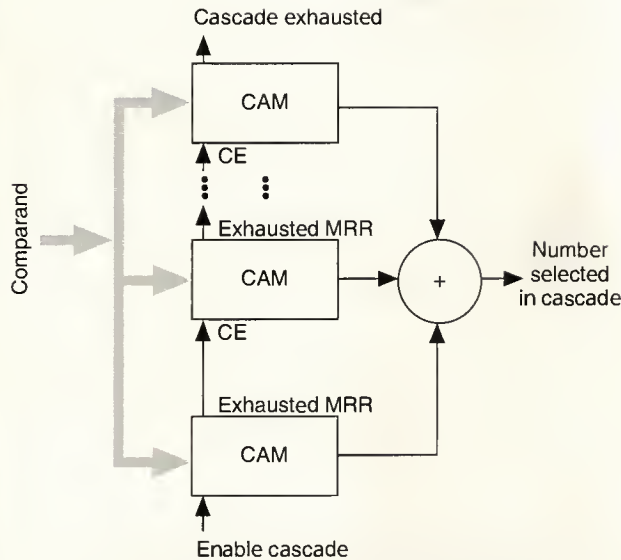 Cascade exhausted
CAM
CE
Exhausted MRR
CAM
CE
Exhausted MRR
CAM
Enable cascade
Comparand
+
Number
selected
in cascade